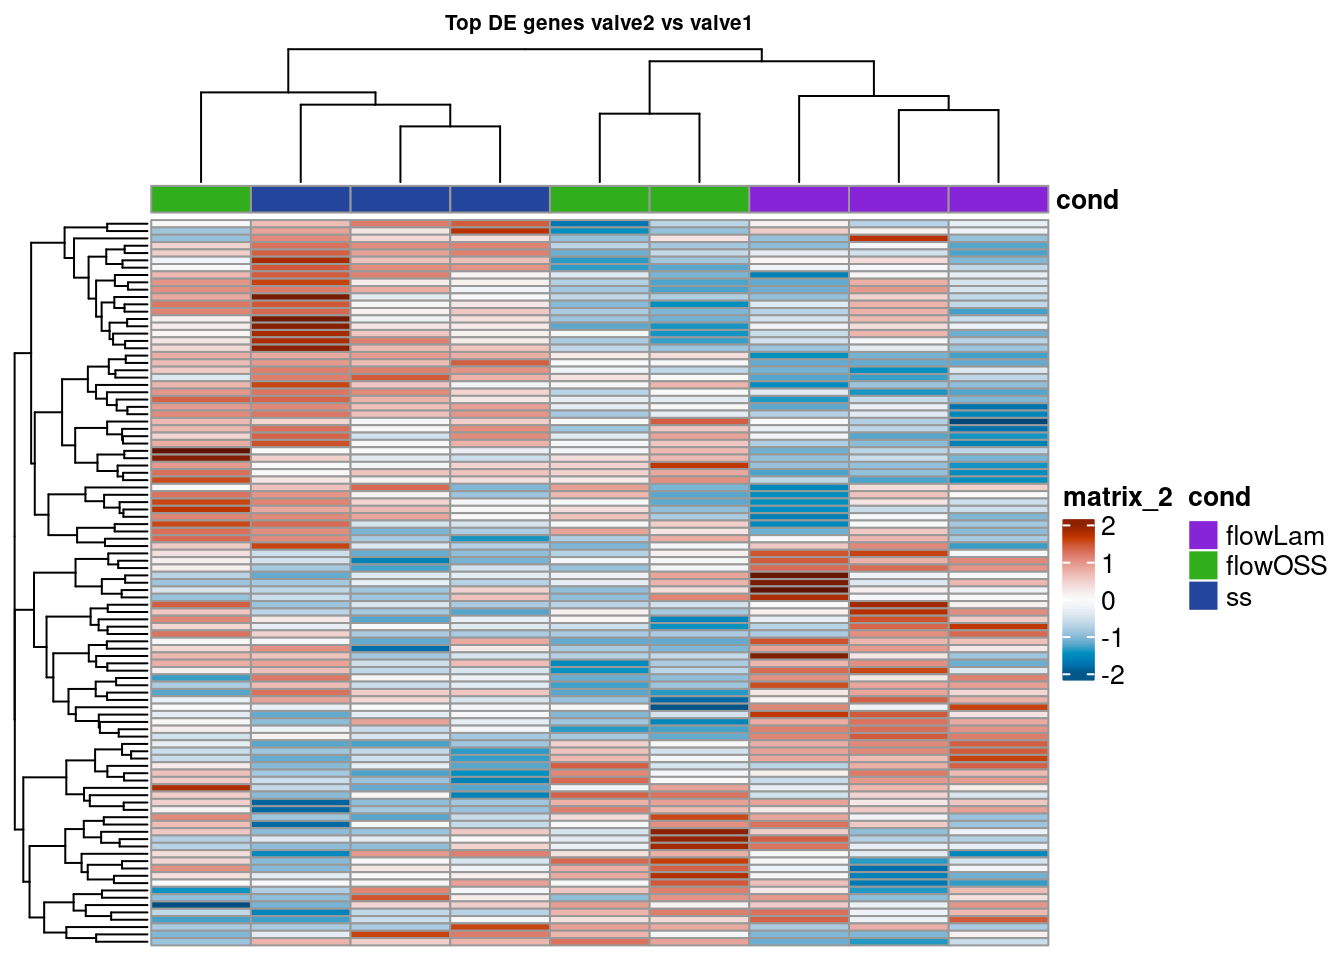 Top DE genes valve2 vs valve1
cond
matrix_2
2
1
0
-1
-2
cond
flowLam
flowOSS
ss